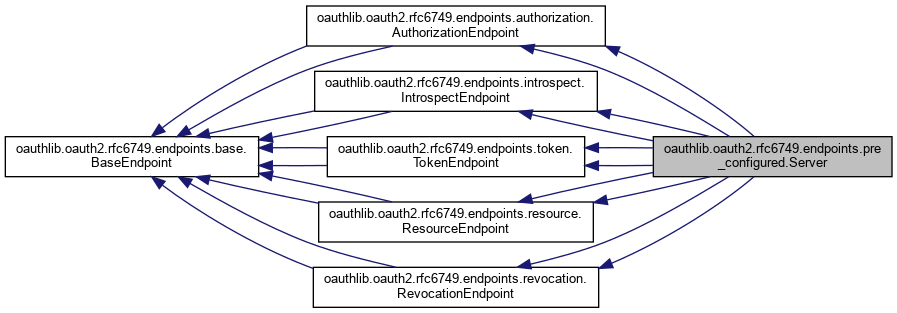 oauthlib.oauth2.rfc6749.endpoints.authorization.
AuthorizationEndpoint
oauthlib.oauth2.rfc6749.endpoints.introspect.
IntrospectEndpoint
oauthlib.oauth2.rfc6749.endpoints.base.
BaseEndpoint
oauthlib.oauth2.rfc6749.endpoints.token.
TokenEndpoint
oauthlib.oauth2.rfc6749.endpoints.pre
_configured.Server
oauthlib.oauth2.rfc6749.endpoints.resource.
ResourceEndpoint
oauthlib.oauth2.rfc6749.endpoints.revocation.
RevocationEndpoint